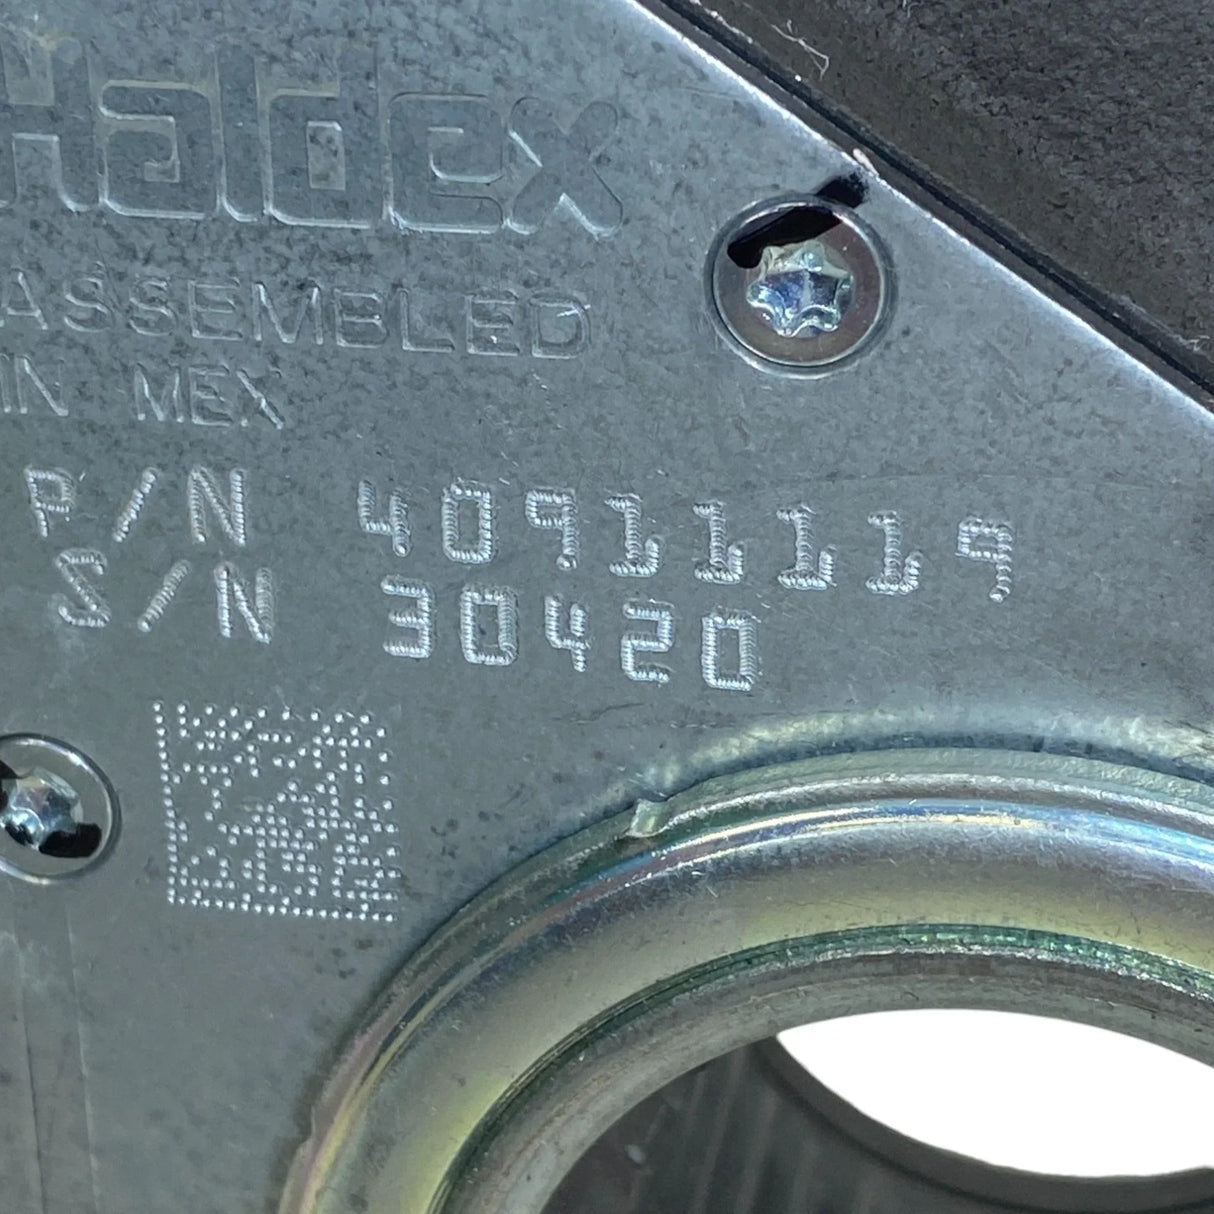 Haldex
ASSEMBLED
IN MEX
P/N 40911119
S/N 30420